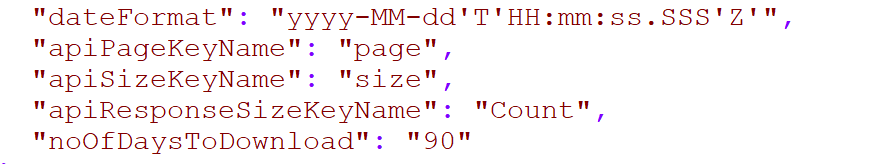 "dateFormat": "yyyy-MM-dd'T'HH:mm:ss.SSS'Z'",
"apiPageKeyName": "page",
"apiSizeKeyName": "size",
"apiResponseSizeKeyName": "Count",
"noOfDaysToDownload": "90"